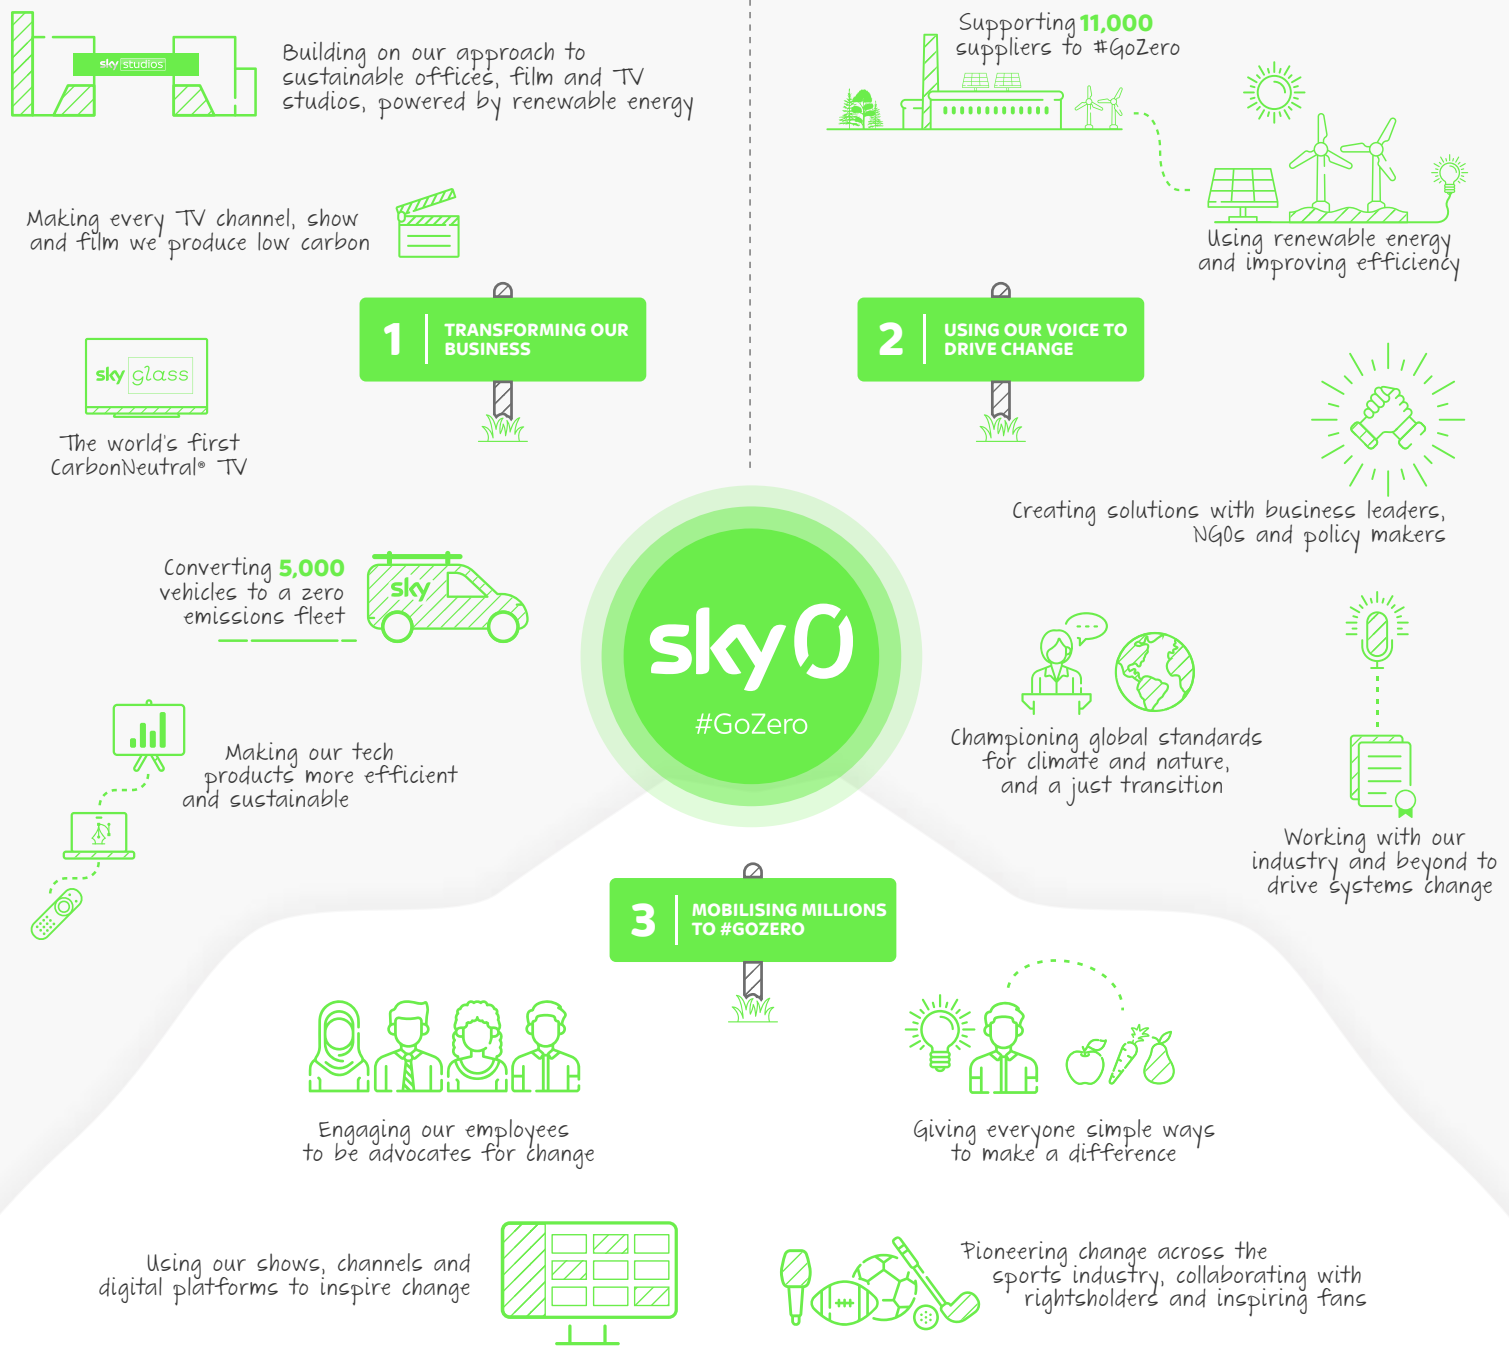 sky studios
Building on our approach to
sustainable offices, film and TV
studios, powered by renewable energy
Making every TV channel, show
and film we produce low carbon
1
TRANSFORMING OUR
BUSINESS
sky glass
The world's first
CarbonNeutral® TV
Converting 5,000
vehicles to a zero
emissions fleet
sky
Making our tech
products more efficient
and sustainable
Supporting 11,000
suppliers to #GoZero
Using renewable energy
and improving efficiency
2
USING OUR VOICE TO
DRIVE CHANGE
Creating solutions with business leaders,
NGOs and policy makers
Championing global standards
for climate and nature,
and a just transition
Working with our
industry and beyond to
drive systems change
sky 0
#GoZero
3
MOBILISING MILLIONS
TO #GOZERO
Engaging our employees
to be advocates for change
Giving everyone simple ways
to make a difference
Using our shows, channels and
digital platforms to inspire change
Pioneering change across the
sports industry, collaborating with
rightsholders and inspiring fans